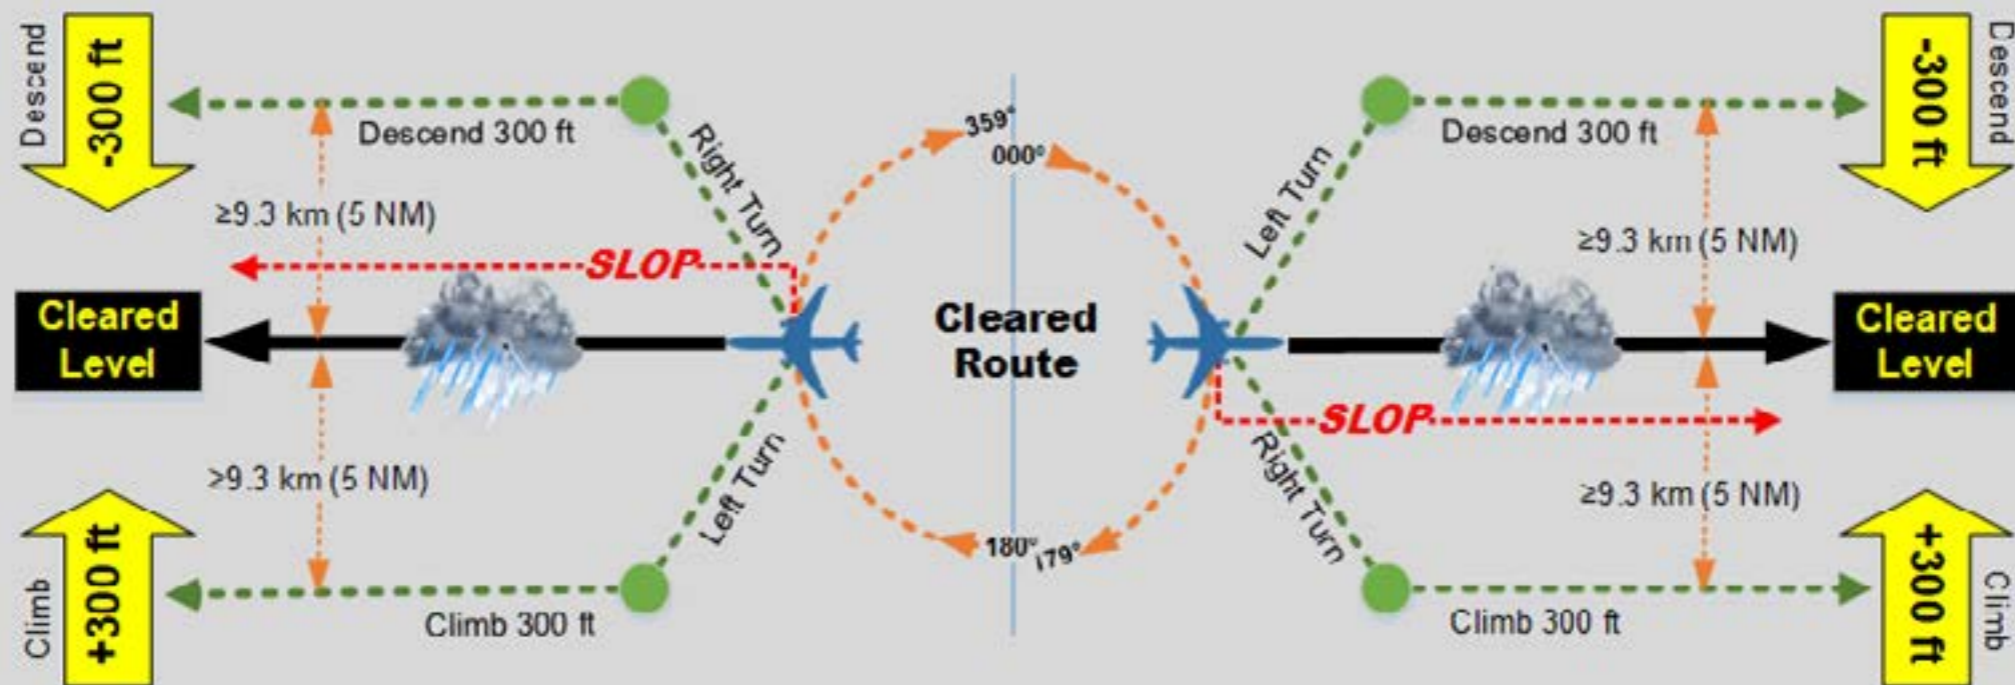 Descend
-300 ft
Descend 300 ft
Right Turn
≥9.3 km (5 NM)
SLOP
Cleared
Level
>9.3 km (5 NM)
Left Turn
Climb 300 ft
Climb
+300 ft
359°
000°
Cleared
Route
180°
179°
Left Turn
Descend 300 ft
-300 ft
Descend
≥9.3 km (5 NM)
Cleared
Level
SLOP
Right Turn
≥9.3 km (5 NM)
Climb 300 ft
+300 ft
Climb